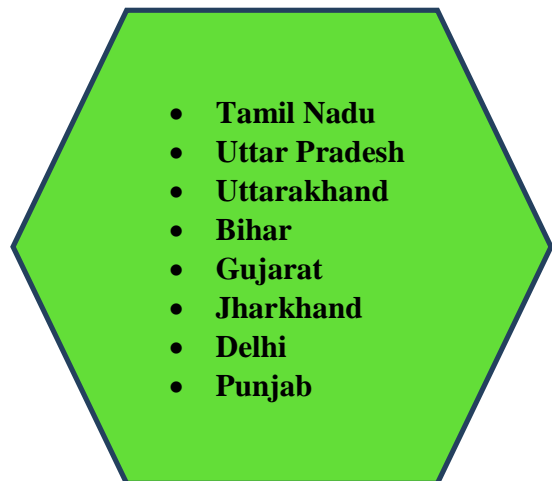 • Tamil Nadu
• Uttar Pradesh
• Uttarakhand
• Bihar
• Gujarat
• Jharkhand
• Delhi
• Punjab